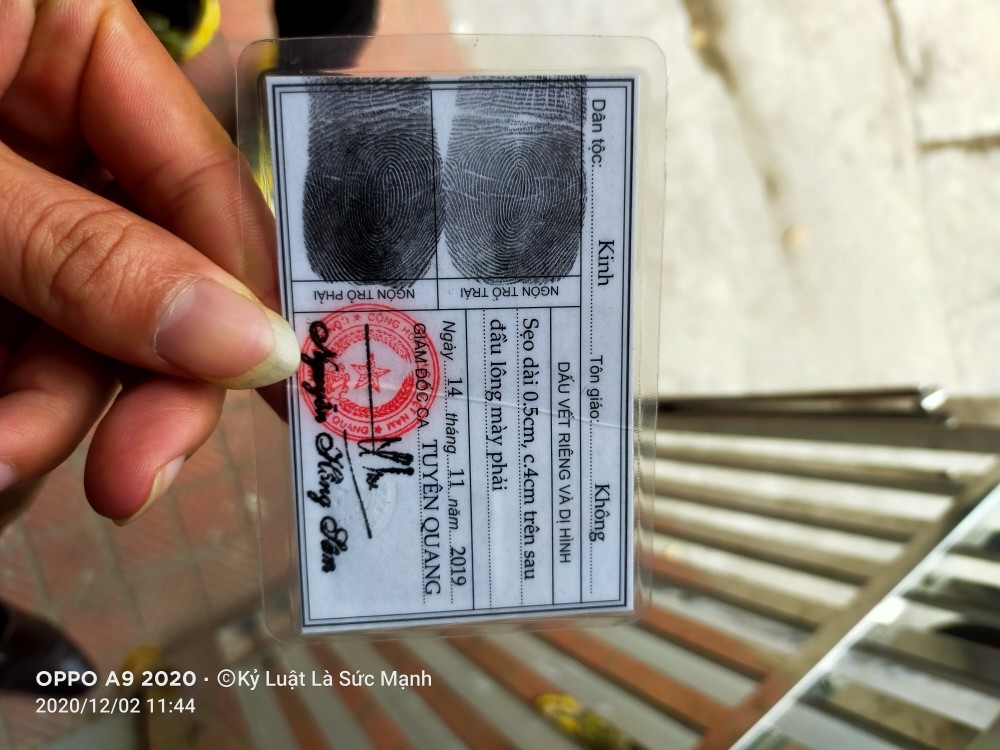 Dân tộc: Kinh Tôn giáo: Không
DẤU VẾT RIÊNG VÀ DỊ HÌNH
Sẹo dài 0.5cm, c.4cm trên sau
đầu lông mày phải
NGÓN TRỎ TRÁI
NGÓN TRỎ PHẢI
Ngày 14 tháng 11 năm 2019
GIÁM ĐỐC CA TUYÊN QUANG
Nguyễn Hồng
OPPO A9 2020 · ©Kỷ Luật Là Sức Mạnh
2020/12/02 11:44